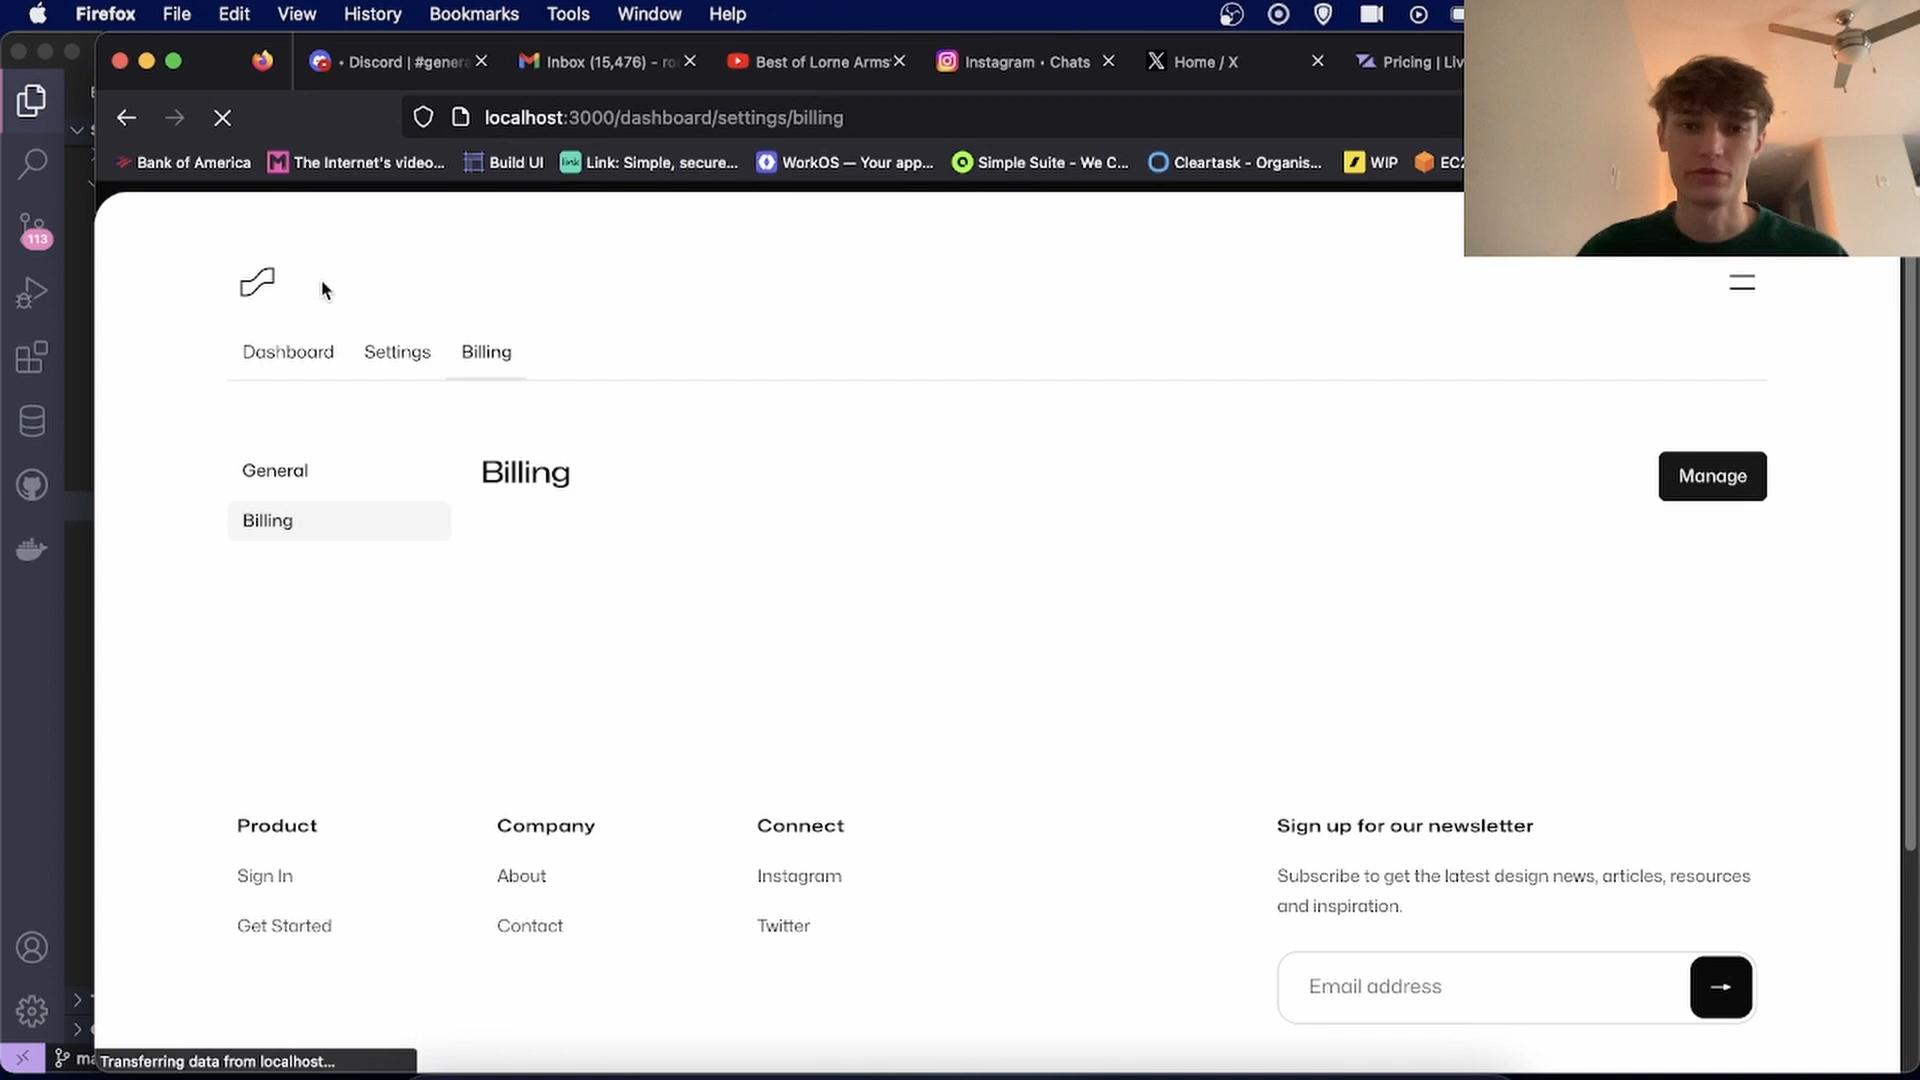 Firefox File Edit View History Bookmarks Tools Window Help
• Discord | #genera Inbox (15,476) - ro Best of Lorne Arms Instagram • Chats Home / X Pricing | Liv
localhost:3000/dashboard/settings/billing
Bank of America The Internet's video... Build UI Link: Simple, secure... WorkOS — Your app... Simple Suite - We C... Cleartask - Organis... WIP EC2
113
Dashboard Settings Billing
General
Billing
Billing
Manage
Product
Sign In
Get Started
Company
About
Contact
Connect
Instagram
Twitter
Sign up for our newsletter
Subscribe to get the latest design news, articles, resources
and inspiration.
Email address
ma
Transferring data from localhost...